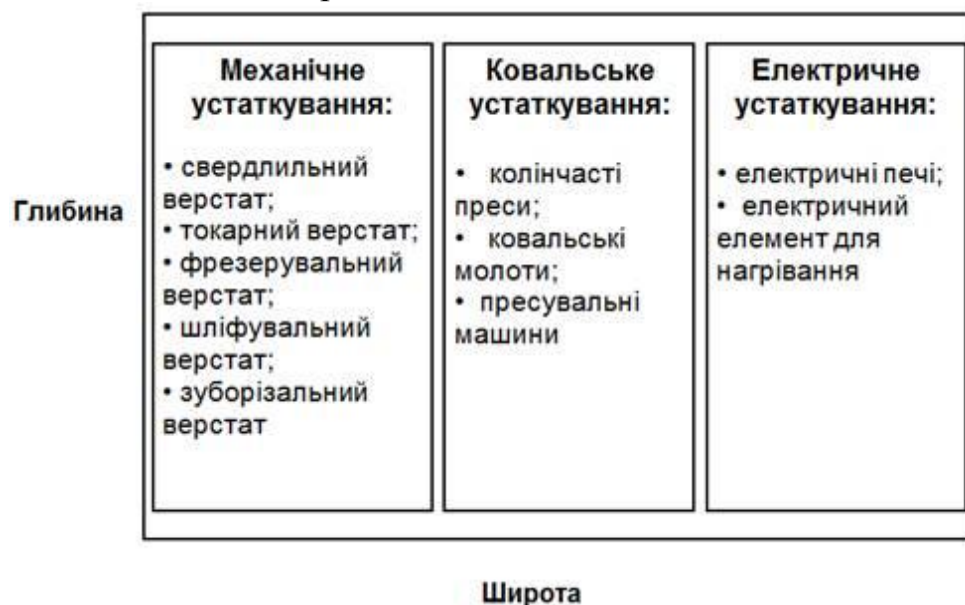 Механічне
устаткування:
• свердлильний
верстат;
• токарний верстат;
• фрезерувальний
верстат;
• шліфувальний
верстат;
• зуборізальний
верстат
Ковальське
устаткування:
• колінчасті
преси;
• ковальські
молоти;
• пресувальні
машини
Електричне
устаткування:
• електричні печі;
• електричний
елемент для
нагрівання
Глибина
Широта